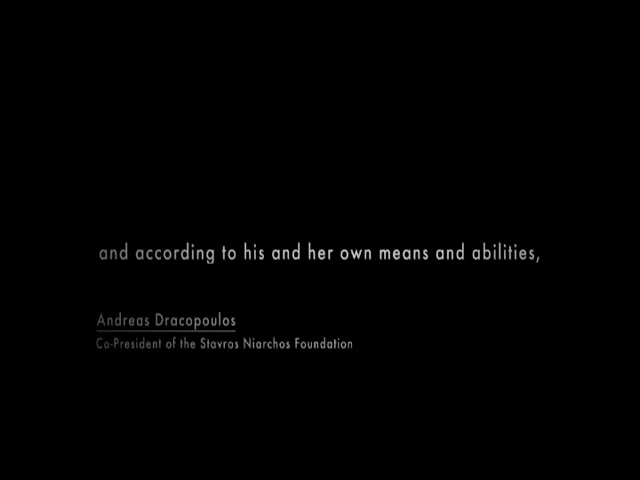 and according to his and her own means and abilities,
Andreas Dracopoulos
Co-President of the Stavros Niarchos Foundation